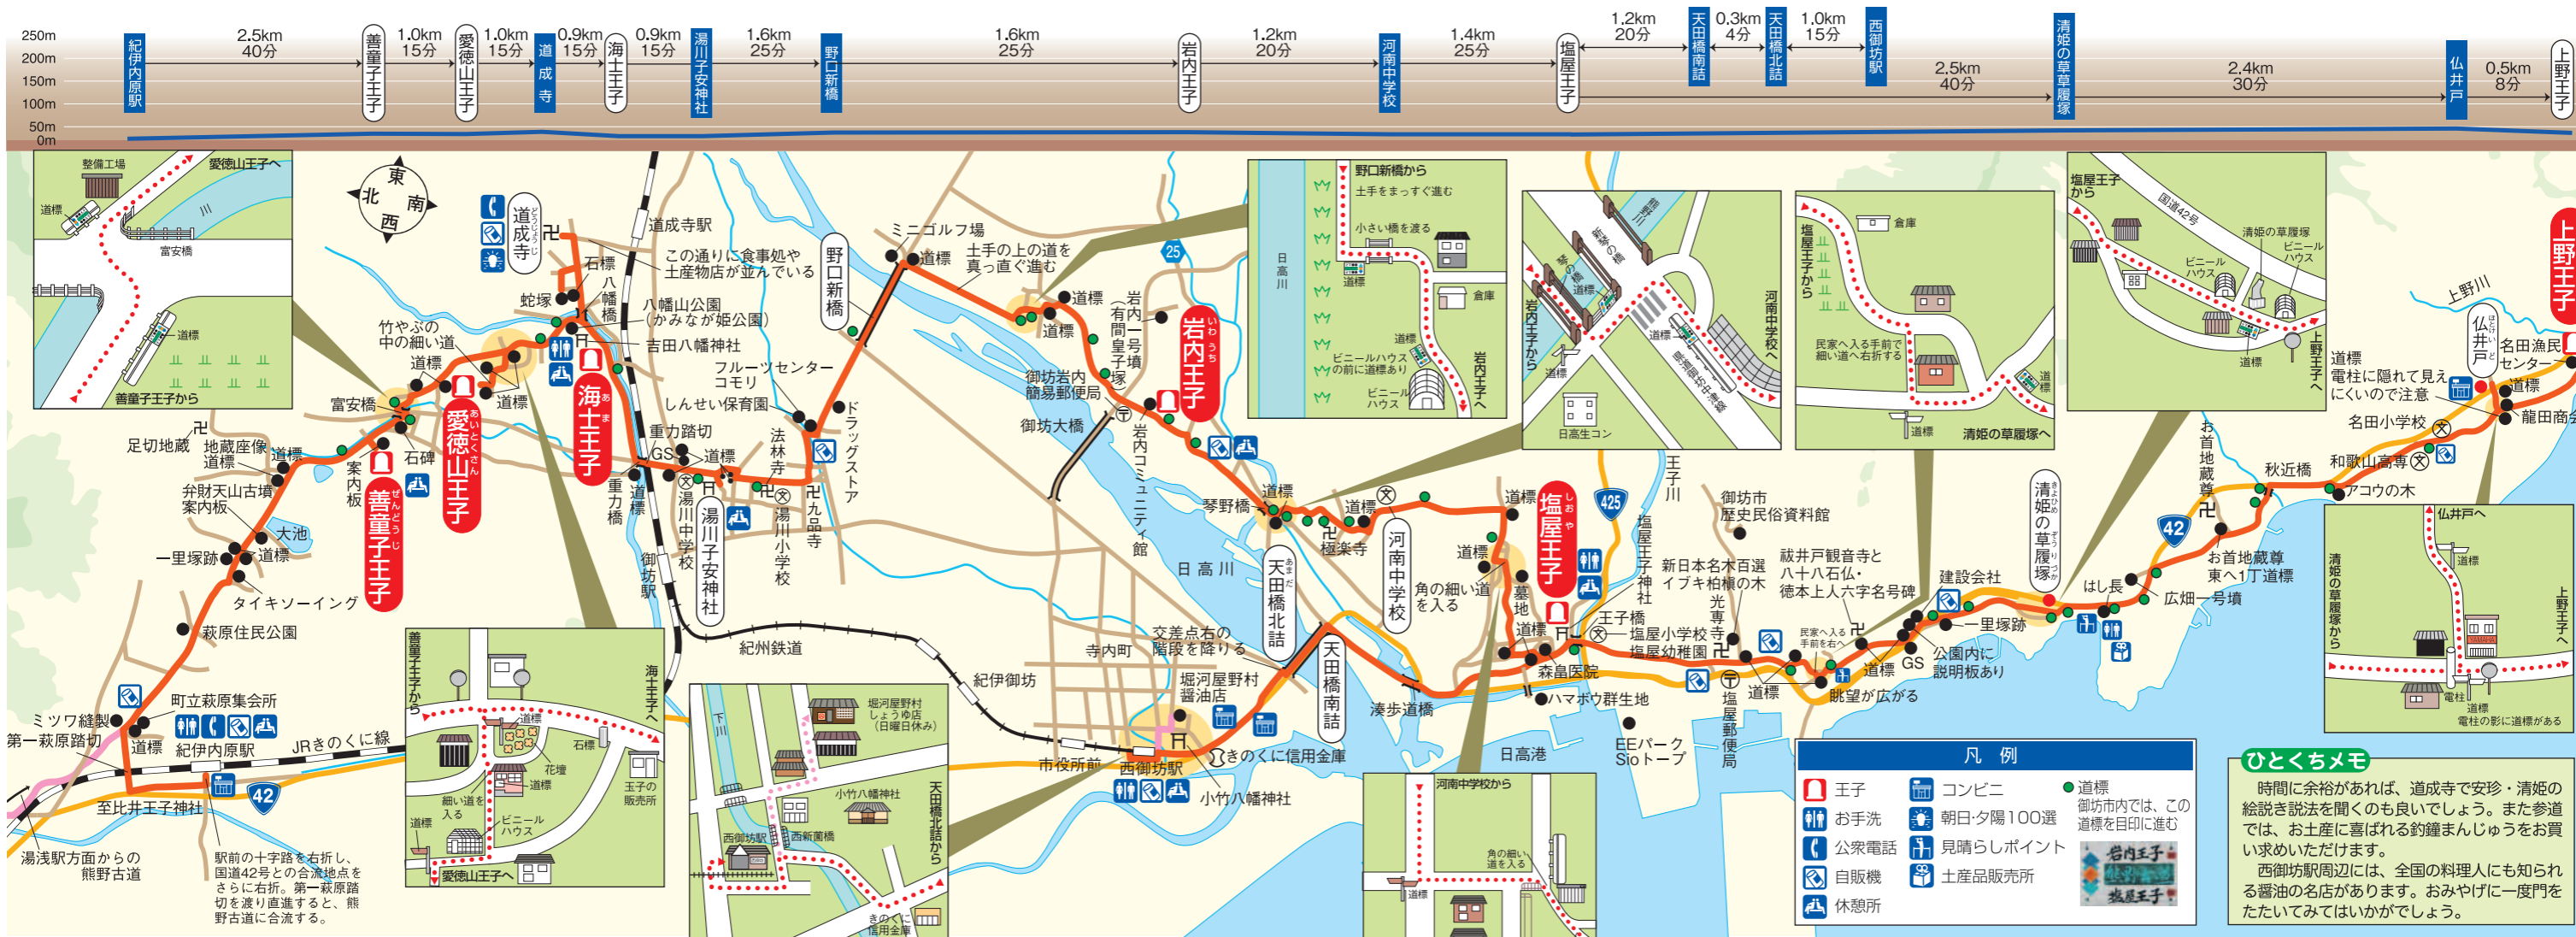 250m
200m
150m
100m
50m
0m
紀伊内原駅
2.5km
40分
善童子王子
1.0km
15分
愛徳山王子
1.0km
15分
道成寺
0.9km
15分
海士王子
0.9km
15分
湯川子安神社
1.6km
25分
野口新橋
1.6km
25分
岩内王子
1.2km
20分
河南中学校
1.4km
25分
塩屋王子
1.2km
20分
天田橋南詰
0.3km
4分
天田橋北詰
1.0km
15分
西御坊駅
2.5km
40分
清姫の草履塚
2.4km
30分
仏井戸
0.5km
8分
上野王子
整備工場
愛徳山王子へ
道標
川
富安橋
道標
善童子王子から
東
北
南
西
道成寺
どうじょうじ
道成寺駅
この通りに食事処や
土産物店が並んでいる
石標
蛇塚
八幡橋
八幡山公園
（かみなが姫公園）
吉田八幡神社
竹やぶの
中の細い道
道標
道標
富安橋
足切地蔵
地蔵座像
道標
道標
弁財天山古墳
案内板
案内板
石碑
善童子王子
ぜんどうじ
愛徳山王子
あいとくさん
海士王子
あま
大池
一里塚跡
道標
タイキソーイング
萩原住民公園
町立萩原集会所
ミツワ縫製
第一萩原踏切
道標
紀伊内原駅
JRきのくに線
至比井王子神社
42
湯浅駅方面からの
熊野古道
駅前の十字路を右折し、
国道42号との合流地点を
さらに右折。第一萩原踏
切を渡り直進すると、熊
野古道に合流する。
野口新橋
ミニゴルフ場
道標
土手の上の道を
真っ直ぐ進む
フルーツセンター
コモリ
しんせい保育園
ドラッグストア
重力踏切
GS
道標
重力橋
道標
湯川中学校
湯川子安神社
法林寺
湯川小学校
九品寺
御坊駅
紀州鉄道
紀伊御坊
市役所前
西御坊駅
寺内町
道標
道標
岩内一号墳
（有間皇子塚）
25
岩内王子
いわうち
御坊岩内
簡易郵便局
御坊大橋
岩内コミュニティ館
日高川
琴野橋
道標
極楽寺
道標
河南中学校
天田橋北詰
あまだ
天田橋南詰
交差点右の
階段を降りる
堀河屋野村
醤油店
きのくに信用金庫
小竹八幡神社
湊歩道橋
日高港
野口新橋から
土手をまっすぐ進む
小さい橋を渡る
日高川
道標
倉庫
道標
ビニールハウス
の前に道標あり
ビニール
ハウス
岩内王子へ
熊野川
新琴の橋
琴の橋
道標
岩内王子から
道標
道標
県道御坊中津線
河南中学校へ
日高生コン
塩屋王子から
倉庫
民家へ入る手前で
細い道へ右折する
道標
道標
清姫の草履塚へ
塩屋王子
から
国道42号
清姫の草履塚
ビニール
ハウス
ビニール
ハウス
道標
上野王子へ
道標
塩屋王子
しおや
道標
角の細い道
を入る
墓地
道標
王子川
425
塩屋王子神社
王子橋
塩屋小学校
塩屋幼稚園
森畠医院
ハマボウ群生地
EEパーク
Sioトープ
御坊市
歴史民俗資料館
新日本名木百選
イブキ柏槇の木
光専寺
塩屋郵便局
道標
民家へ入る
手前を右へ
祓井戸観音寺と
八十八石仏・
徳本上人六字名号碑
道標
眺望が広がる
GS
建設会社
一里塚跡
公園内に
説明板あり
清姫の草履塚
きよひめ
ぞうりづか
はし長
広畑一号墳
お首地蔵尊
東へ1丁道標
お首地蔵尊
42
秋近橋
アコウの木
和歌山高専
名田小学校
道標
電柱に隠れて見え
にくいので注意
仏井戸
ほとけいど
上野川
上野王子
名田漁民
センター
道標
龍田商会
善童子王子から
海士王子へ
道標
花壇
石標
細い道を
入る
道標
玉子の
販売所
道標
ビニール
ハウス
愛徳山王子へ
下川
堀河屋野村
しょうゆ店
（日曜日休み）
小竹八幡神社
西御坊駅
西新薗橋
天田橋北詰から
きのくに
信用金庫
河南中学校から
角の細い
道を入る
道標
仏井戸へ
道標
清姫の草履塚から
上野王子へ
電柱
道標
電柱の影に道標がある
凡例
王子
お手洗
公衆電話
自販機
休憩所
コンビニ
朝日・夕陽100選
見晴らしポイント
土産品販売所
道標
御坊市内では、この
道標を目印に進む
岩内王子
塩屋王子
ひとくちメモ
時間に余裕があれば、道成寺で安珍・清姫の
絵説き説法を聞くのも良いでしょう。また参道
では、お土産に喜ばれる釣鐘まんじゅうをお買
い求めいただけます。
西御坊駅周辺には、全国の料理人にも知られ
る醤油の名店があります。おみやげに一度門を
たたいてみてはいかがでしょう。